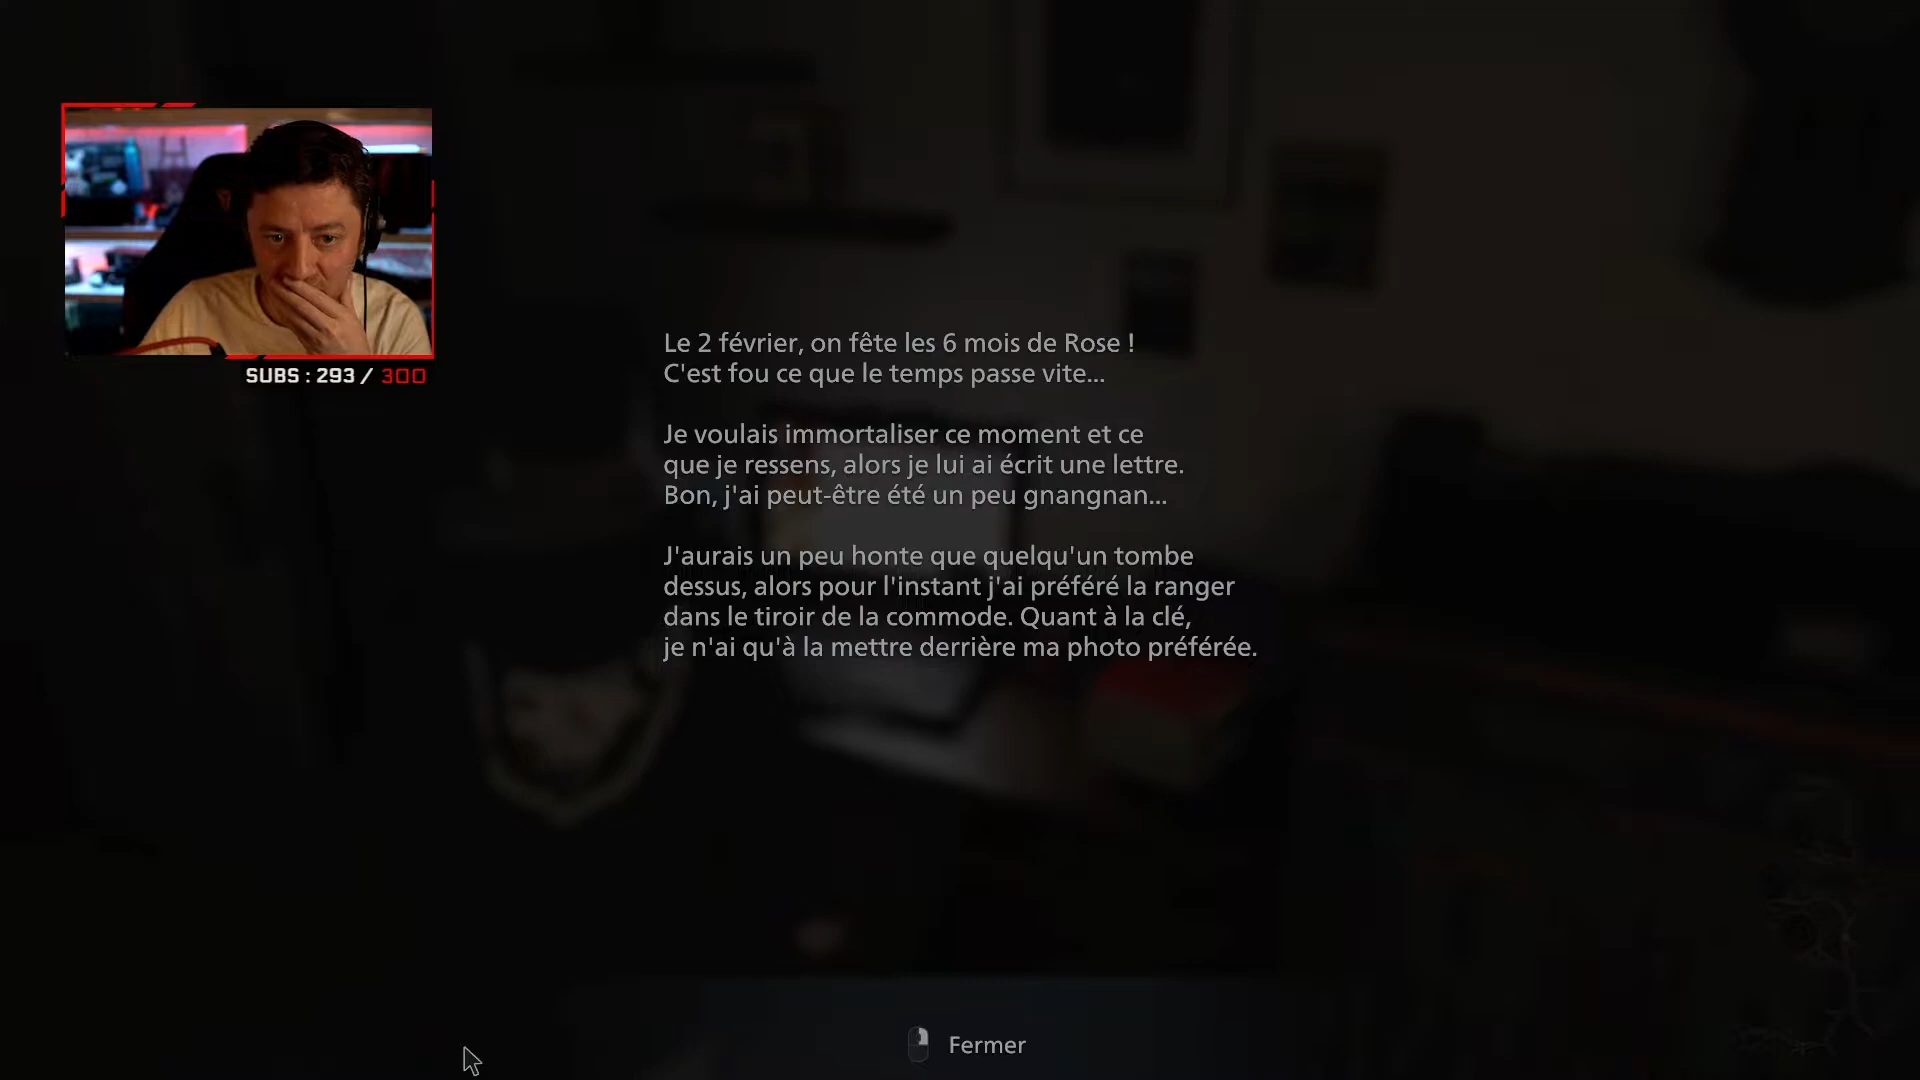 SUBS : 293 / 300
Le 2 février, on fête les 6 mois de Rose !
C'est fou ce que le temps passe vite...
Je voulais immortaliser ce moment et ce
que je ressens, alors je lui ai écrit une lettre.
Bon, j'ai peut-être été un peu gnangnan...
J'aurais un peu honte que quelqu'un tombe
dessus, alors pour l'instant j'ai préféré la ranger
dans le tiroir de la commode. Quant à la clé,
je n'ai qu'à la mettre derrière ma photo préférée.
Fermer